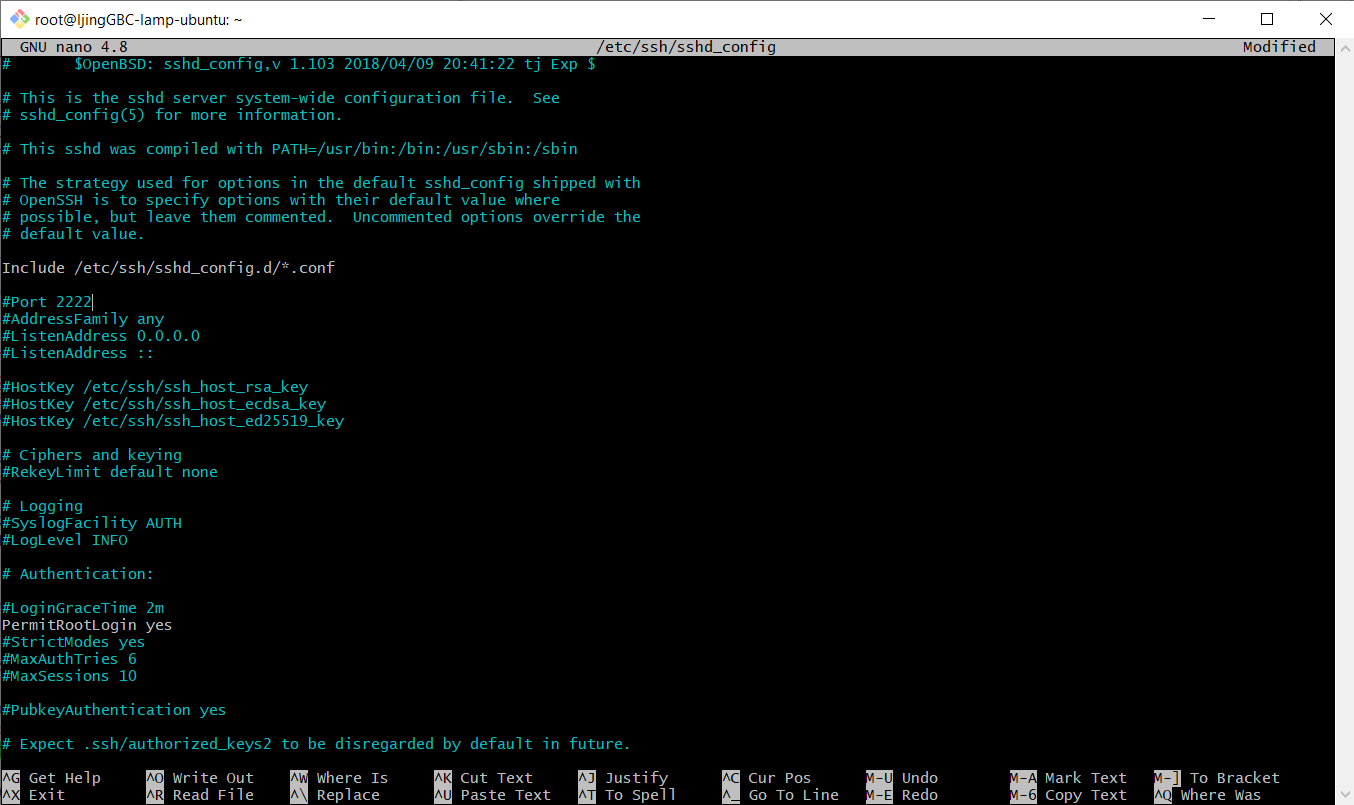 root@ljingGBC-lamp-ubuntu: ~
GNU nano 4.8 /etc/ssh/sshd_config Modified
# $OpenBSD: sshd_config,v 1.103 2018/04/09 20:41:22 tj Exp $
# This is the sshd server system-wide configuration file.  See
# sshd_config(5) for more information.
# This sshd was compiled with PATH=/usr/bin:/bin:/usr/sbin:/sbin
# The strategy used for options in the default sshd_config shipped with
# OpenSSH is to specify options with their default value where
# possible, but leave them commented.  Uncommented options override the
# default value.
Include /etc/ssh/sshd_config.d/*.conf
#Port 2222
#AddressFamily any
#ListenAddress 0.0.0.0
#ListenAddress ::
#HostKey /etc/ssh/ssh_host_rsa_key
#HostKey /etc/ssh/ssh_host_ecdsa_key
#HostKey /etc/ssh/ssh_host_ed25519_key
# Ciphers and keying
#RekeyLimit default none
# Logging
#SyslogFacility AUTH
#LogLevel INFO
# Authentication:
#LoginGraceTime 2m
PermitRootLogin yes
#StrictModes yes
#MaxAuthTries 6
#MaxSessions 10
#PubkeyAuthentication yes
# Expect .ssh/authorized_keys2 to be disregarded by default in future.
^G Get Help ^O Write Out ^W Where Is ^K Cut Text ^J Justify ^C Cur Pos M-U Undo M-A Mark Text M-] To Bracket
^X Exit ^R Read File ^\ Replace ^U Paste Text ^T To Spell ^_ Go To Line M-E Redo M-6 Copy Text ^Q Where Was